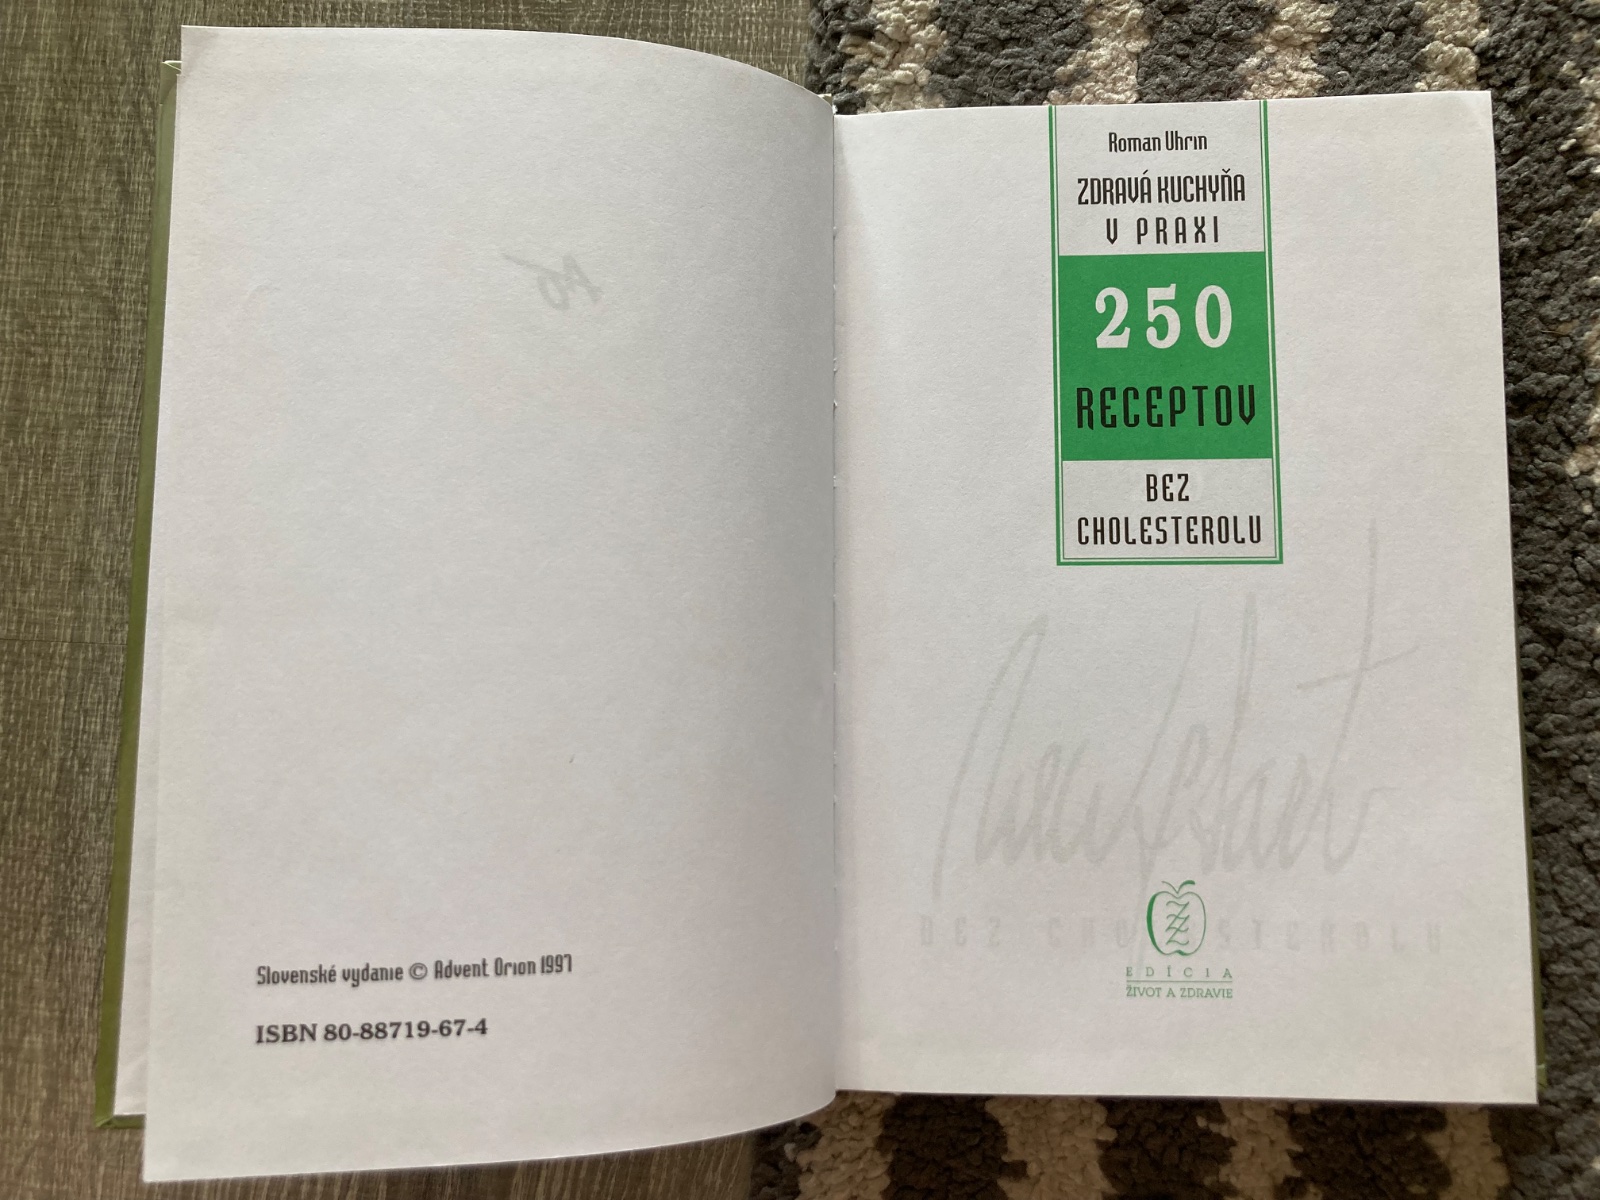 Slovenské vydanie © Advent Orion 1997
ISBN 80-88719-67-4
Roman Uhrin
ZDRAVÁ KUCHYŇA
V PRAXI
250
RECEPTOV
BEZ
CHOLESTEROLU
EDÍCIA
ŽIVOT A ZDRAVIE